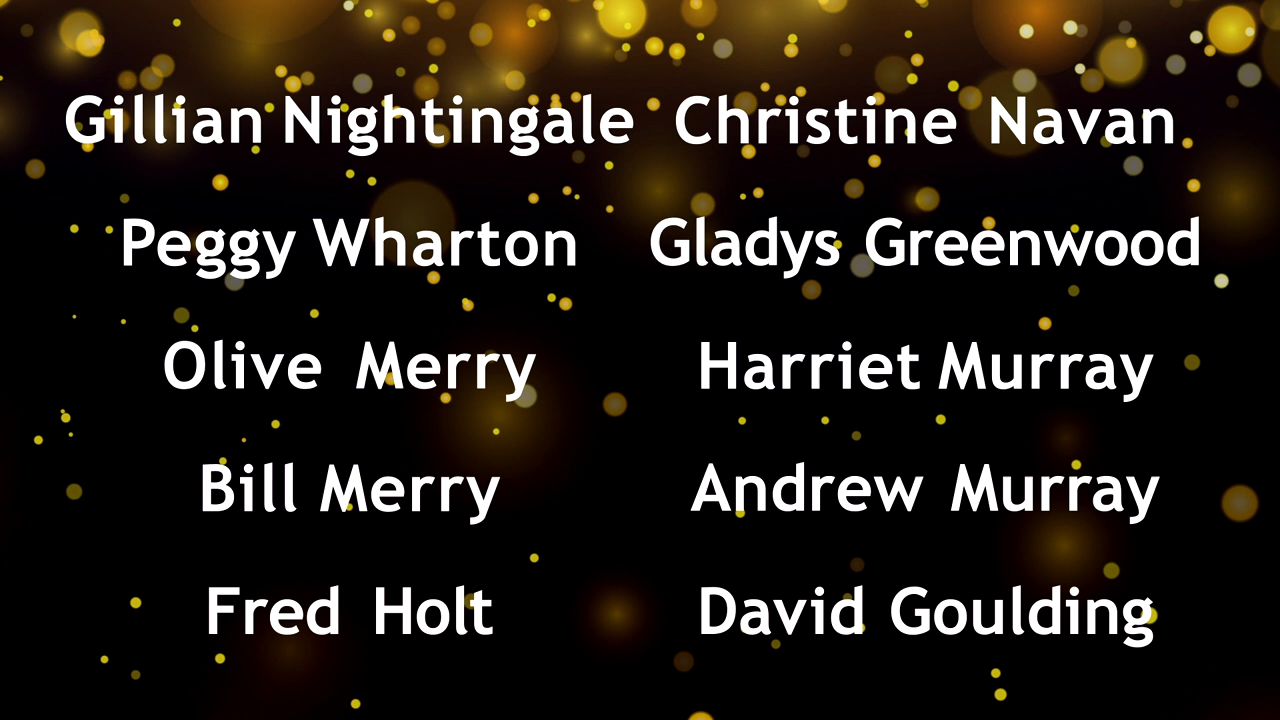 Gillian Nightingale Christine Navan
Peggy Wharton Gladys Greenwood
Olive Merry Harriet Murray
Bill Merry Andrew Murray
Fred Holt David Goulding